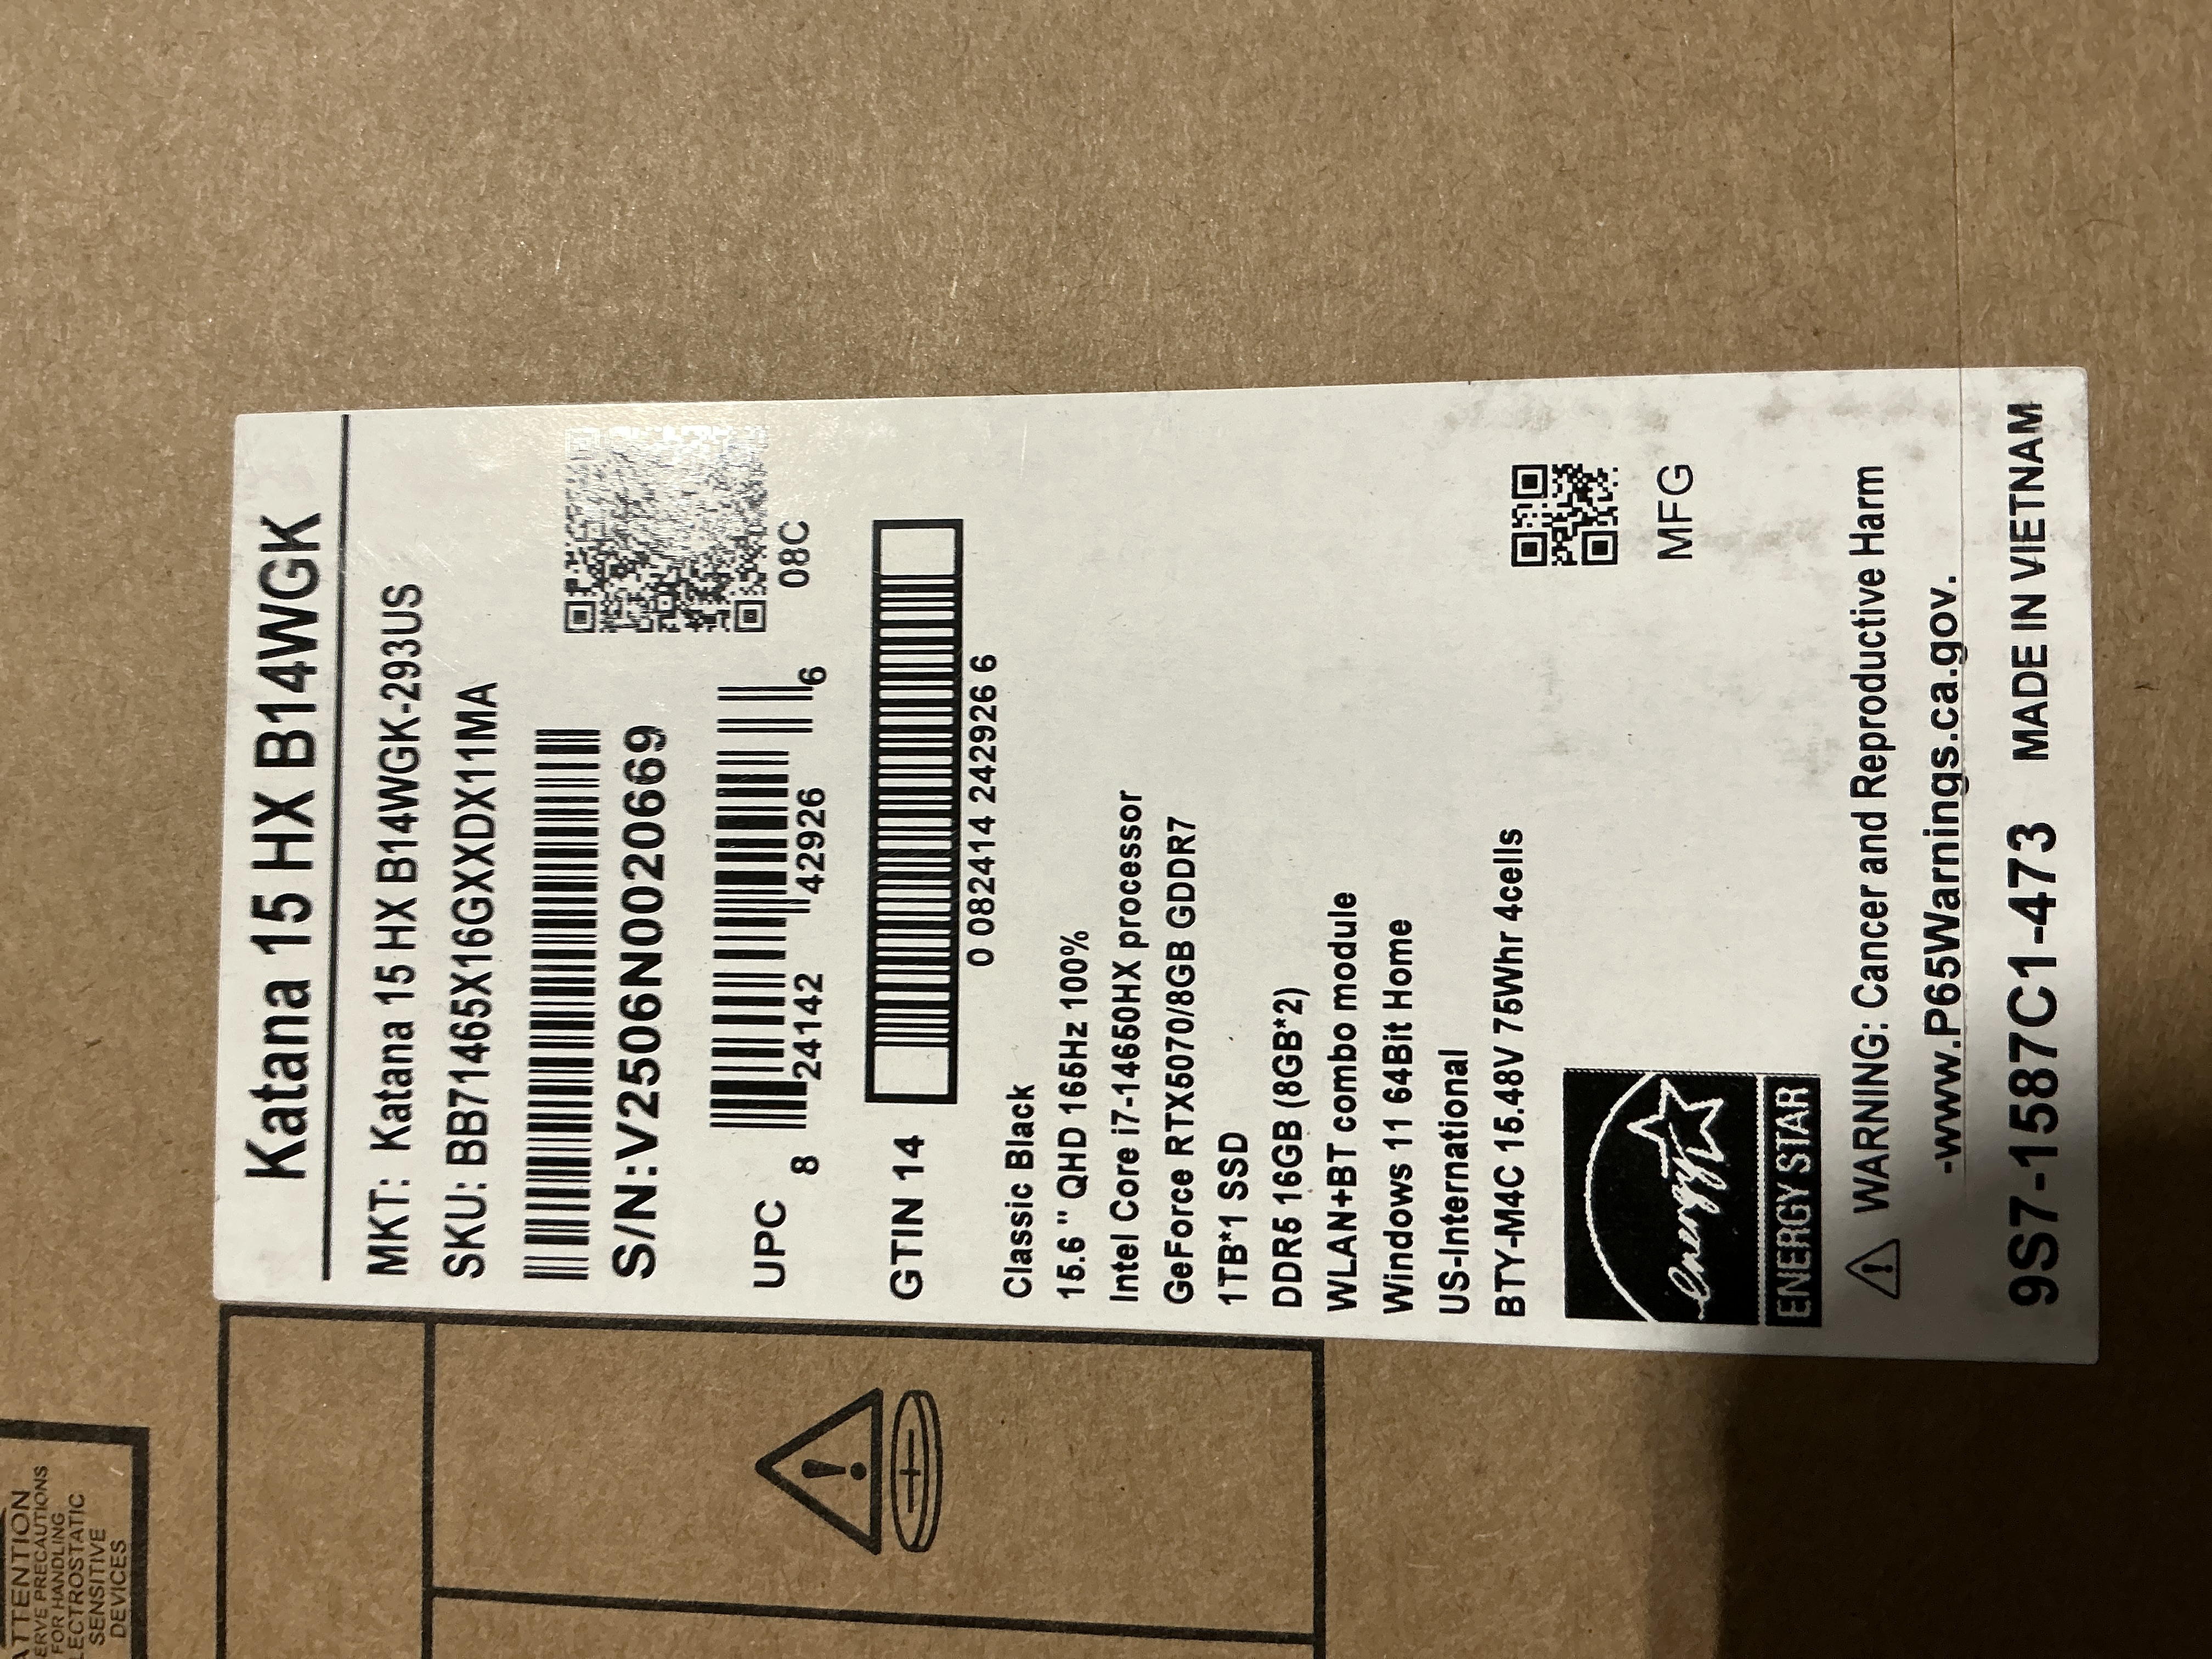 Katana 15 HX B14WGK
MKT: Katana 15 HX B14WGK-293US
SKU: BB71465X16GXXDX11MA
S/N:V2506N0020669
08C
UPC
8 24142 42926 6
GTIN 14
0 082414 242926 6
Classic Black
15.6 " QHD 165Hz 100%
Intel Core i7-14650HX processor
GeForce RTX5070/8GB GDDR7
1TB*1 SSD
DDR5 16GB (8GB*2)
WLAN+BT combo module
Windows 11 64Bit Home
US-International
BTY-M4C 15.48V 75Whr 4cells
MFG
energy
ENERGY STAR
WARNING: Cancer and Reproductive Harm
-www.P65Warnings.ca.gov.
9S7-1587C1-473 MADE IN VIETNAM
ATTENTION
ERVE PRECAUTIONS
FOR HANDLING
LECTROSTATIC
SENSITIVE
DEVICES